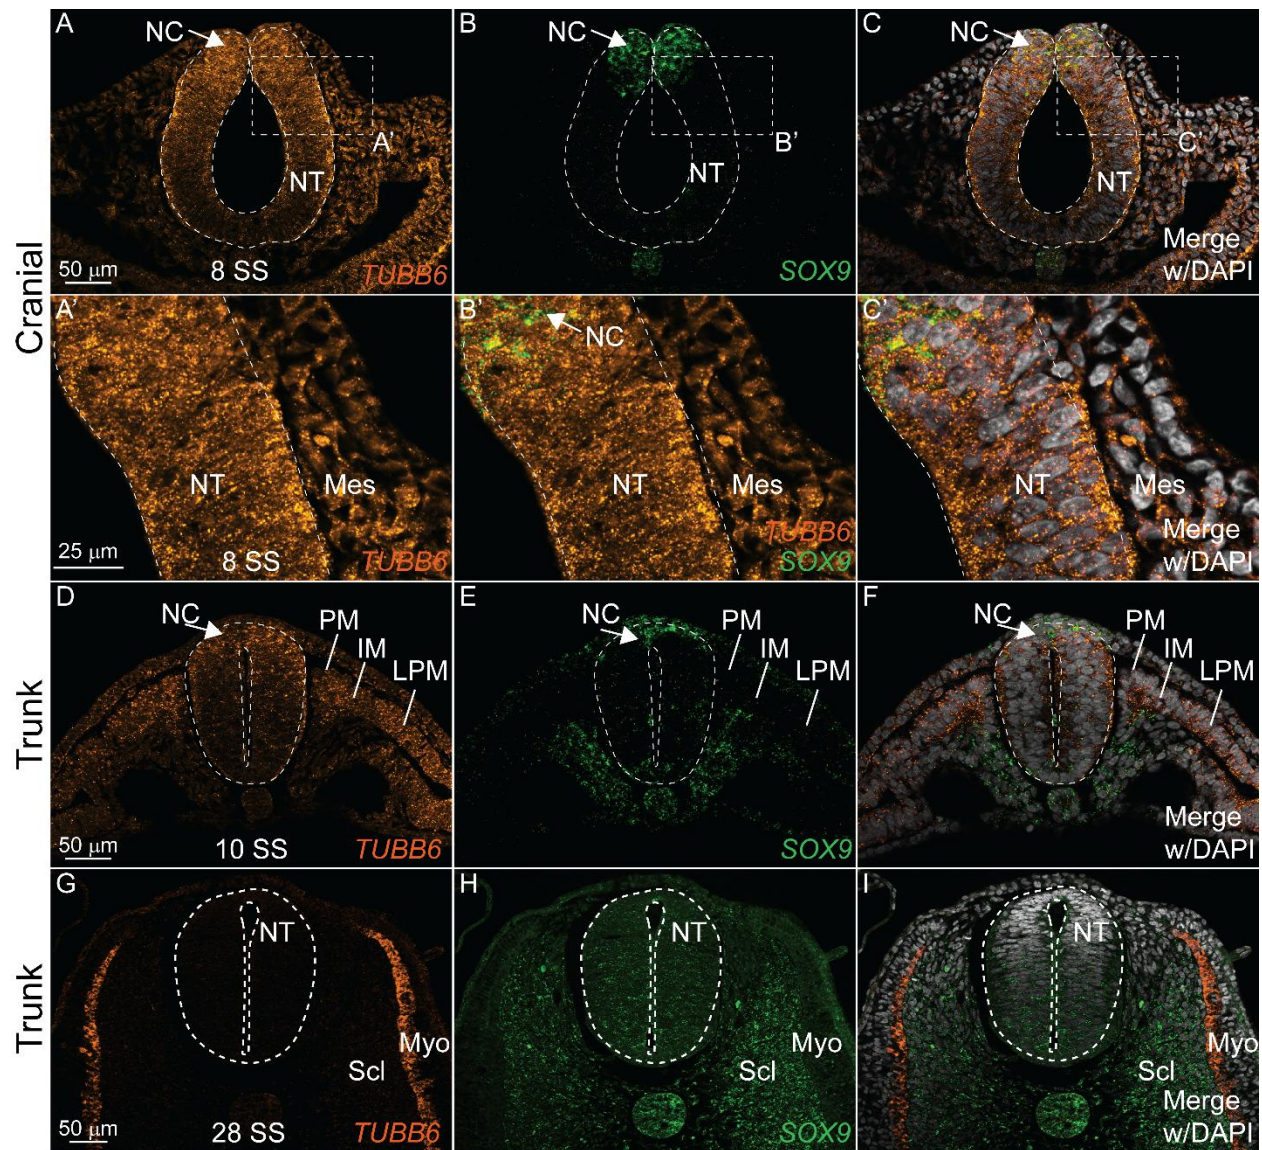 Cranial
A
NC
NT
A'
50 μm
8 SS
TUBB6
B
NC
NT
B'
SOX9
C
NC
NT
C'
Merge
w/DAPI
A'
NT
Mes
25 μm
8 SS
TUBB6
B'
NC
NT
Mes
TUBB6
SOX9
C'
NT
Mes
Merge
w/DAPI
Trunk
D
NC
PM
IM
LPM
50 μm
10 SS
TUBB6
E
NC
PM
IM
LPM
SOX9
F
NC
PM
IM
LPM
Merge
w/DAPI
Trunk
G
NT
Myo
Scl
50 μm
28 SS
TUBB6
H
NT
Myo
Scl
SOX9
I
NT
Myo
Scl
Merge
w/DAPI